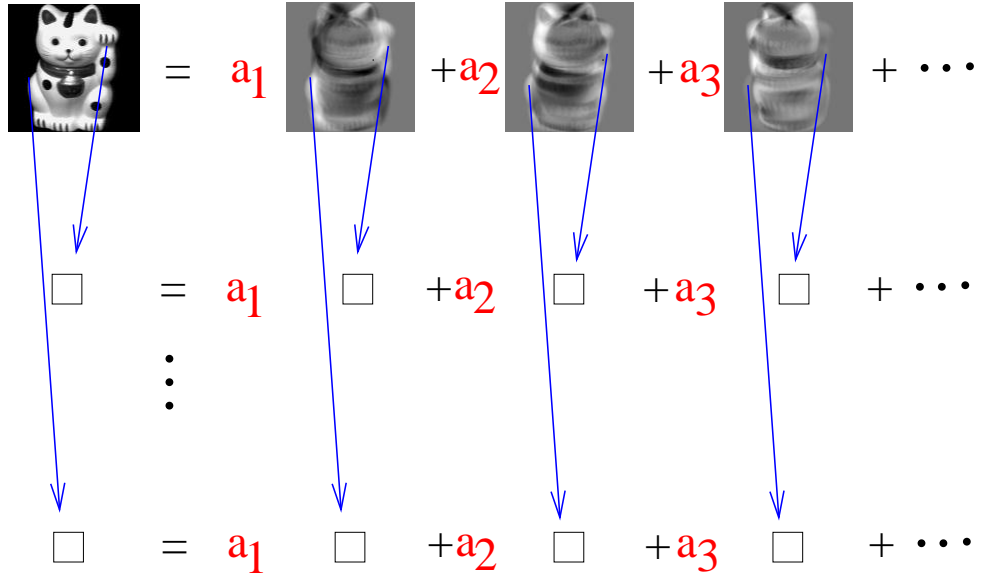 = a1 +a2 +a3 + ···
= a1 +a2 +a3 + ···
= a1 +a2 +a3 + ···